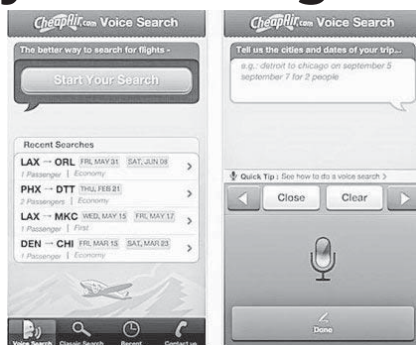 CheapAir.com Voice Search
The better way to search for flights -
Start Your Search
Recent Searches
LAX → ORL FRI, MAY 31 SAT, JUN 08
1 Passenger | Economy
PHX → DTT THU, FEB 21
2 Passengers | Economy
LAX → MKC WED, MAY 15 FRI, MAY 17
1 Passenger | First
DEN → CHI FRI, MAR 15 SAT, MAR 23
1 Passenger | Economy
Voice Search Classic Search Recent Contact us
CheapAir.com Voice Search
Tell us the cities and dates of your trip...
e.g.: detroit to chicago on september 5
september 7 for 2 people
Quick Tip : See how to do a voice search >
Close Clear
Done